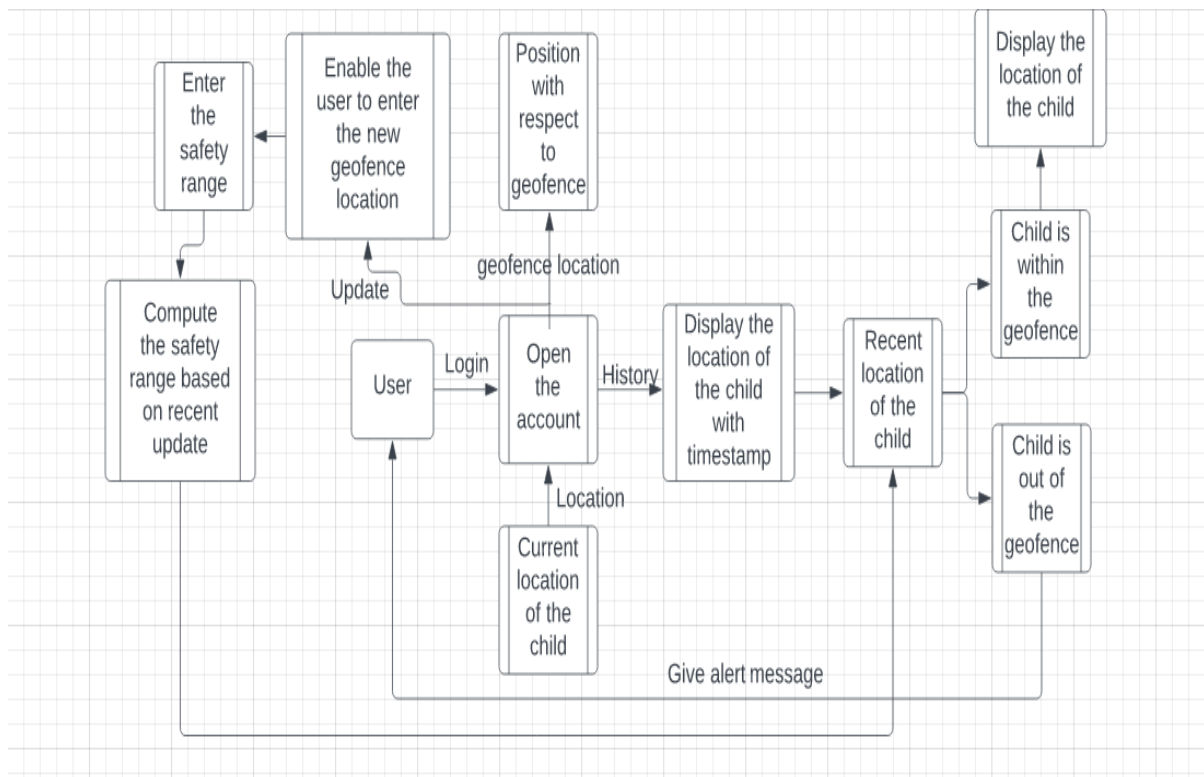 Enter
the
safety
range
Enable the
user to enter
the new
geofence
location
Position
with
respect
to
geofence
Display the
location of
the child
Child is
within
the
geofence
geofence location
Update
Compute
the safety
range based
on recent
update
User
Login
Open
the
account
History
Display the
location of
the child
with
timestamp
Recent
location
of the
child
Child is
out of
the
geofence
Location
Current
location
of the
child
Give alert message